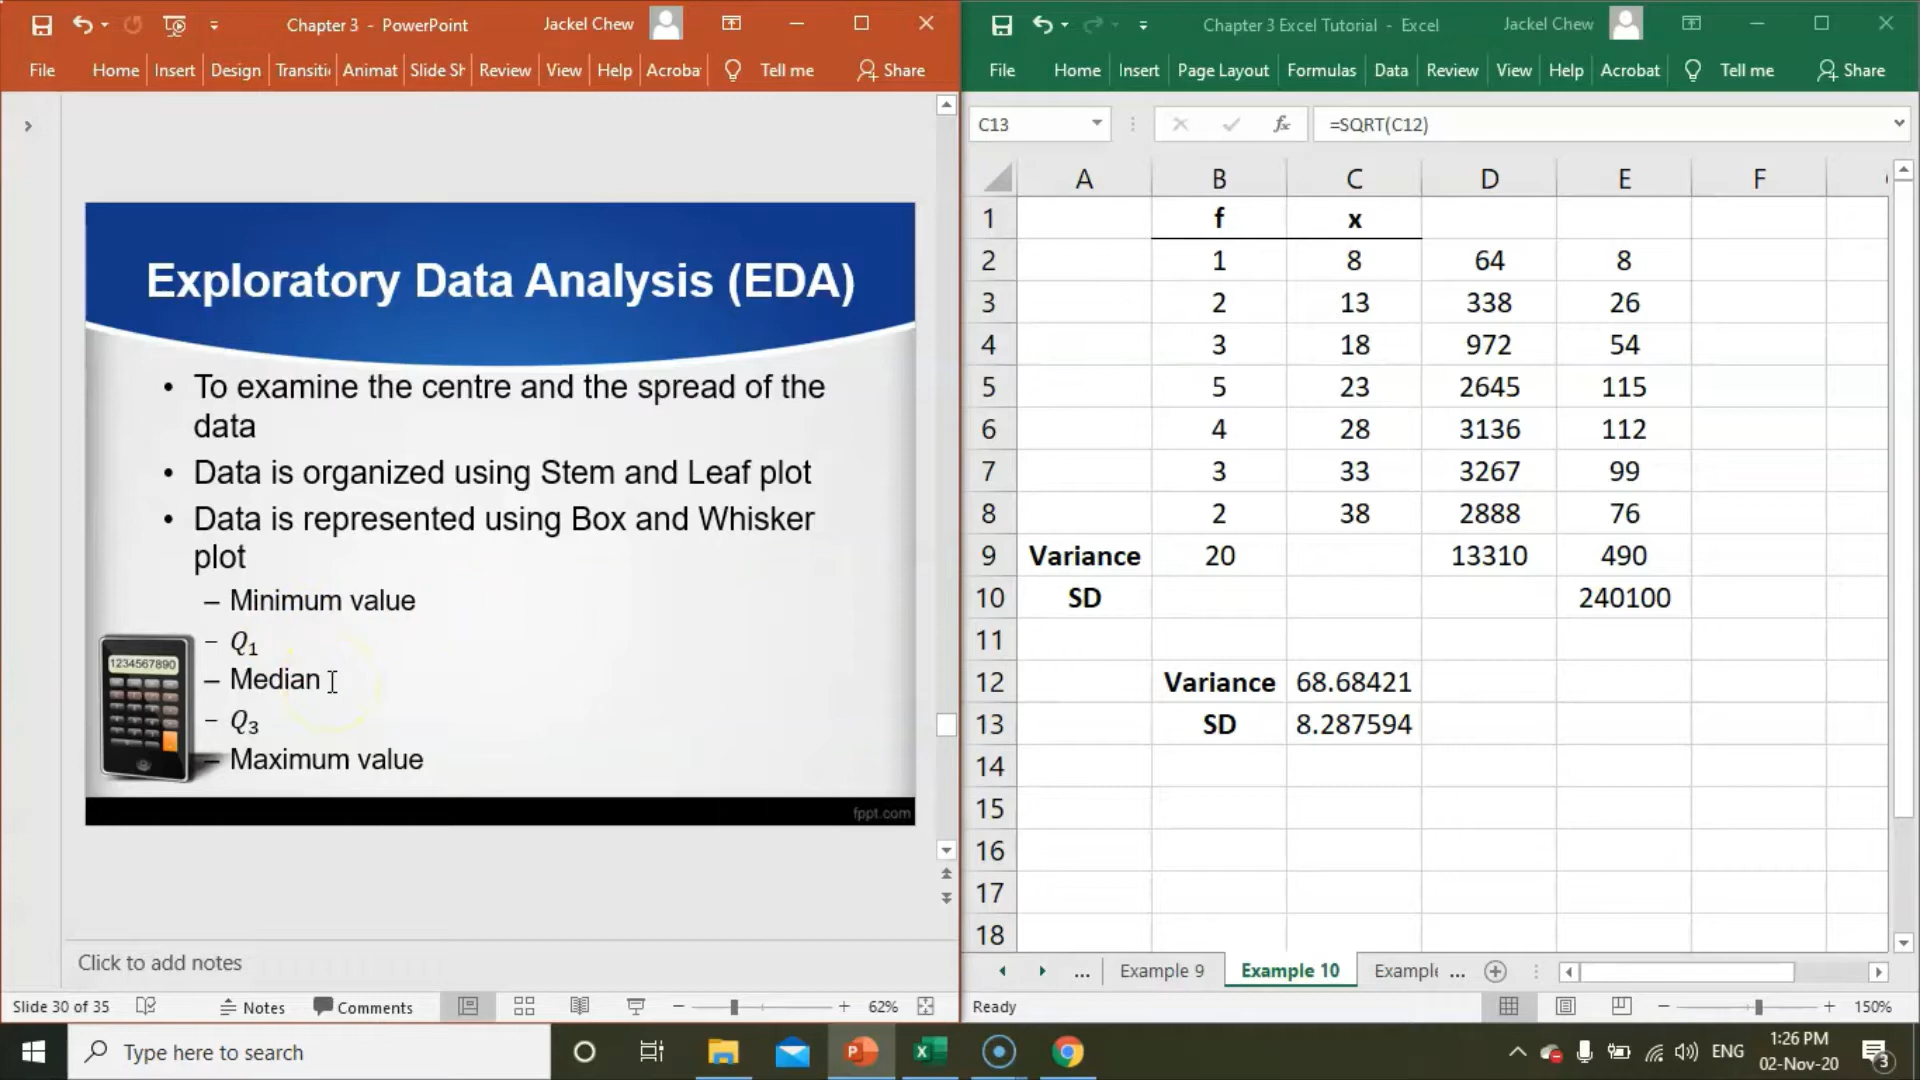 Chapter 3 - PowerPoint
Jackel Chew
File Home Insert Design Transiti Animat Slide Sh Review View Help Acroba Tell me Share
Exploratory Data Analysis (EDA)
• To examine the centre and the spread of the
data
• Data is organized using Stem and Leaf plot
• Data is represented using Box and Whisker
plot
– Minimum value
– Q1
– Median
– Q3
– Maximum value
1234567890
fppt.com
Click to add notes
Slide 30 of 35 Notes Comments 62%
Chapter 3 Excel Tutorial - Excel
Jackel Chew
File Home Insert Page Layout Formulas Data Review View Help Acrobat Tell me Share
C13 fx =SQRT(C12)
A B C D E F
1 f x
2 1 8 64 8
3 2 13 338 26
4 3 18 972 54
5 5 23 2645 115
6 4 28 3136 112
7 3 33 3267 99
8 2 38 2888 76
9 Variance 20 13310 490
10 SD 240100
11
12 Variance 68.68421
13 SD 8.287594
14
15
16
17
18
... Example 9 Example 10 Example ...
Ready 150%
Type here to search
ENG
1:26 PM
02-Nov-20
3